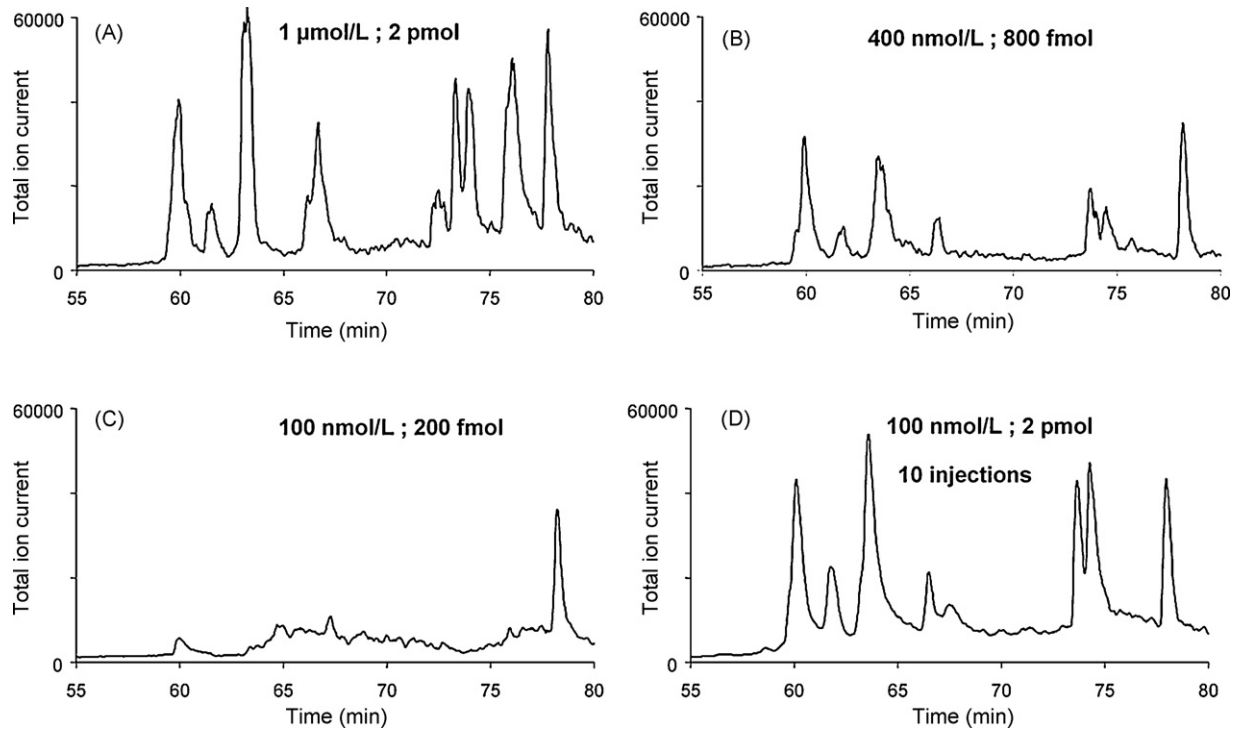 (A)
1 µmol/L ; 2 pmol
60000
0
Total ion current
55 60 65 70 75 80
Time (min)
(B)
400 nmol/L ; 800 fmol
60000
0
Total ion current
55 60 65 70 75 80
Time (min)
(C)
100 nmol/L ; 200 fmol
60000
0
Total ion current
55 60 65 70 75 80
Time (min)
(D)
100 nmol/L ; 2 pmol
10 injections
60000
0
Total ion current
55 60 65 70 75 80
Time (min)